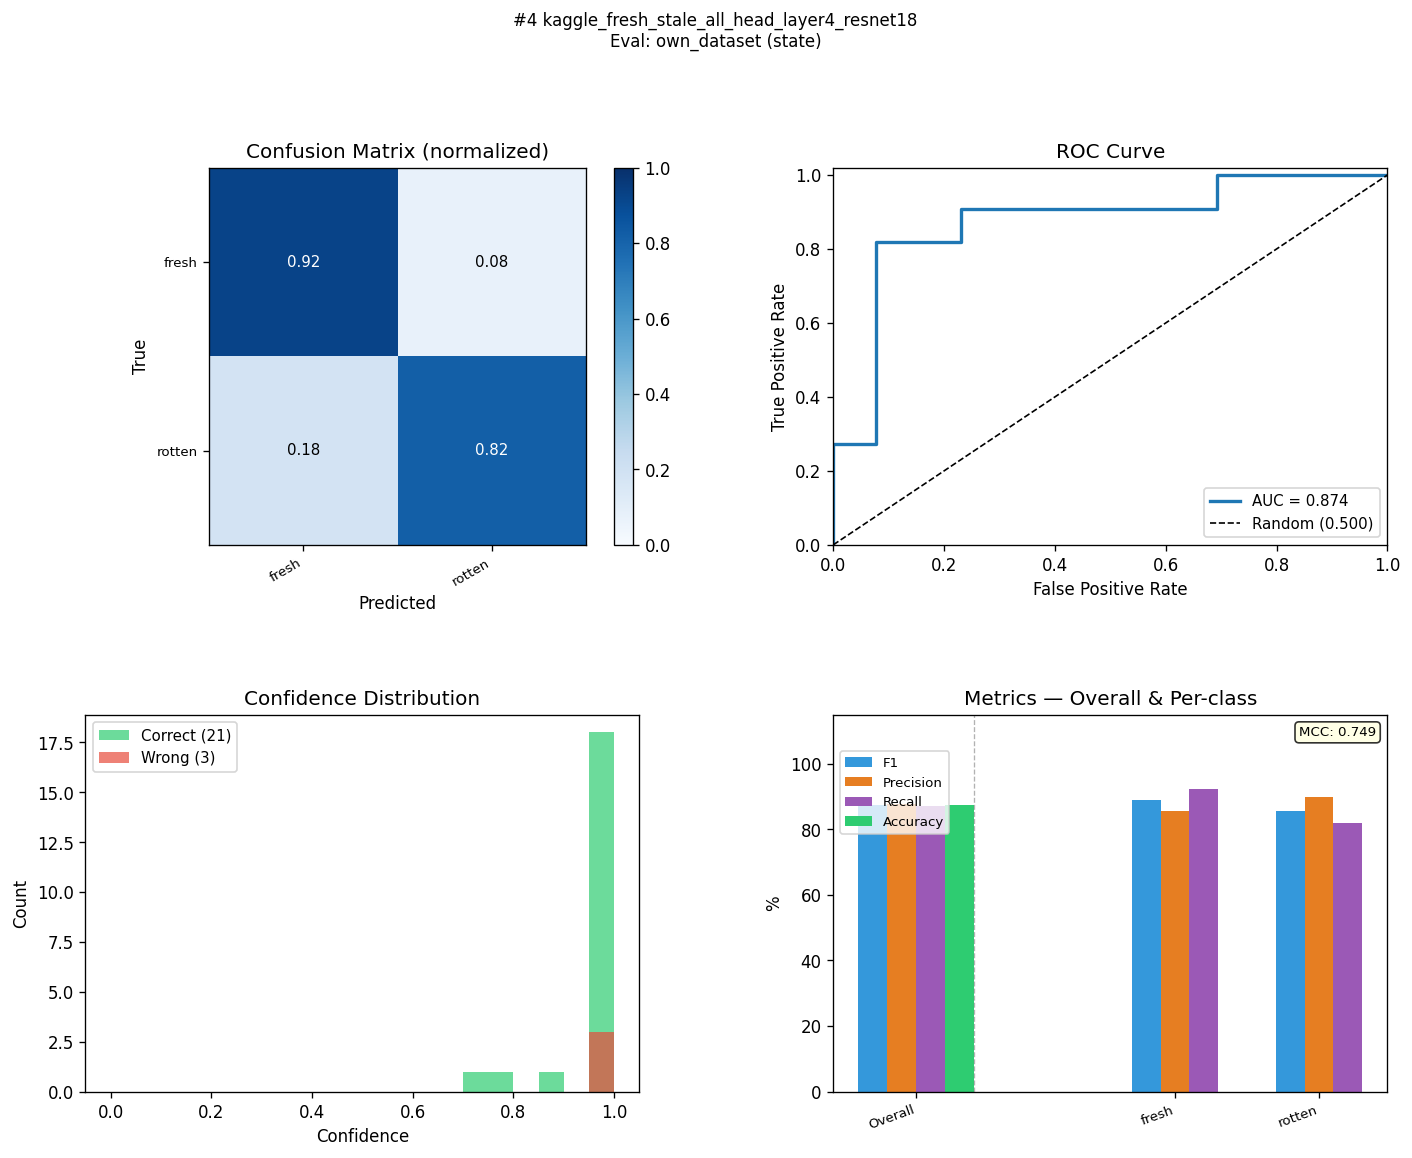 #4 kaggle_fresh_stale_all_head_layer4_resnet18
Eval: own_dataset (state)
Confusion Matrix (normalized)
True
fresh
rotten
0.92
0.08
0.18
0.82
fresh
rotten
Predicted
1.0
0.8
0.6
0.4
0.2
0.0
ROC Curve
True Positive Rate
1.0
0.8
0.6
0.4
0.2
0.0
AUC = 0.874
Random (0.500)
0.0
0.2
0.4
0.6
0.8
1.0
False Positive Rate
Confidence Distribution
Correct (21)
Wrong (3)
Count
17.5
15.0
12.5
10.0
7.5
5.0
2.5
0.0
0.0
0.2
0.4
0.6
0.8
1.0
Confidence
Metrics — Overall & Per-class
MCC: 0.749
F1
Precision
Recall
Accuracy
%
100
80
60
40
20
0
Overall
fresh
rotten